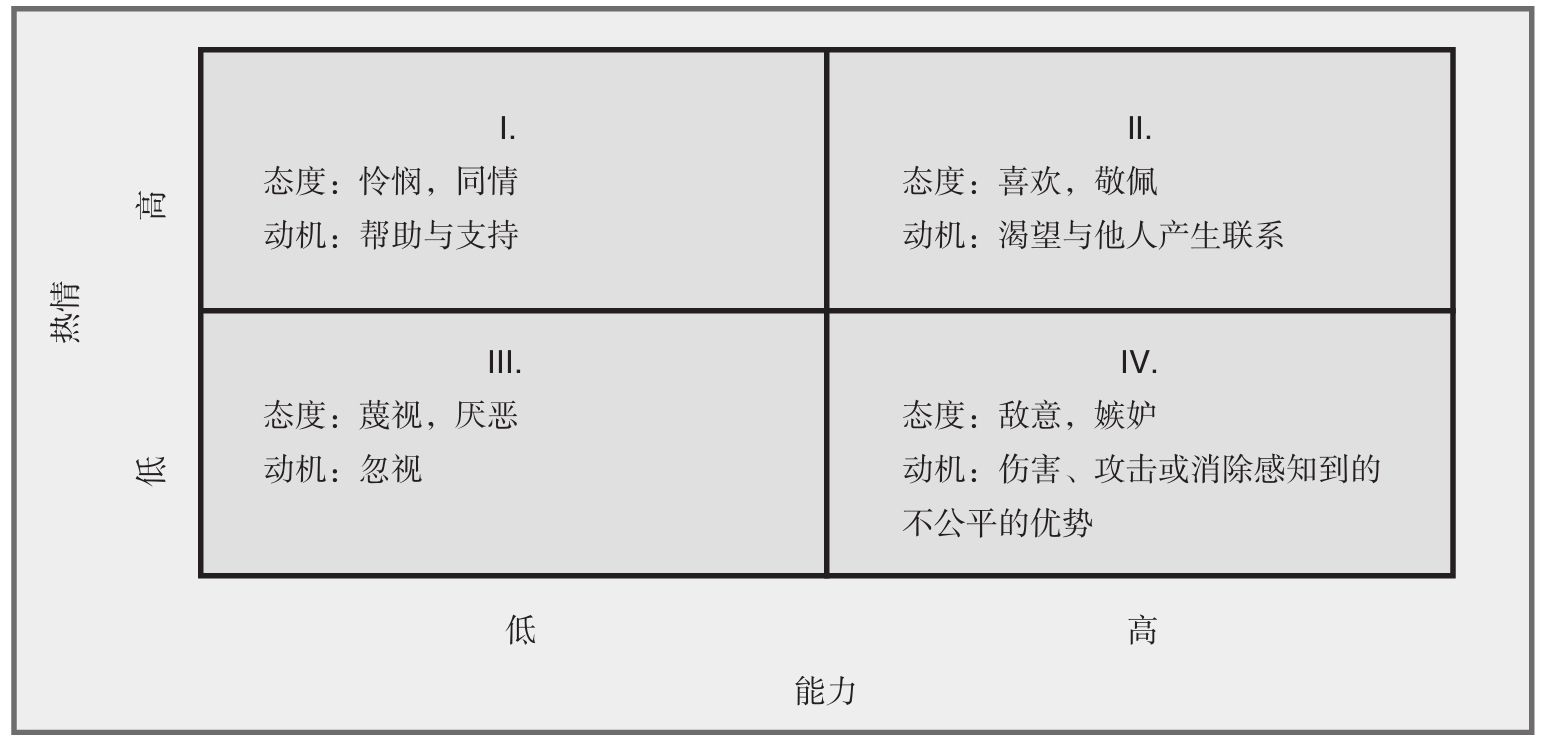 I.
态度：怜悯，同情
动机：帮助与支持
II.
态度：喜欢，敬佩
动机：渴望与他人产生联系
高
热情
III.
态度：蔑视，厌恶
动机：忽视
IV.
态度：敌意，嫉妒
动机：伤害、攻击或消除感知到的
不公平的优势
低
低
高
能力